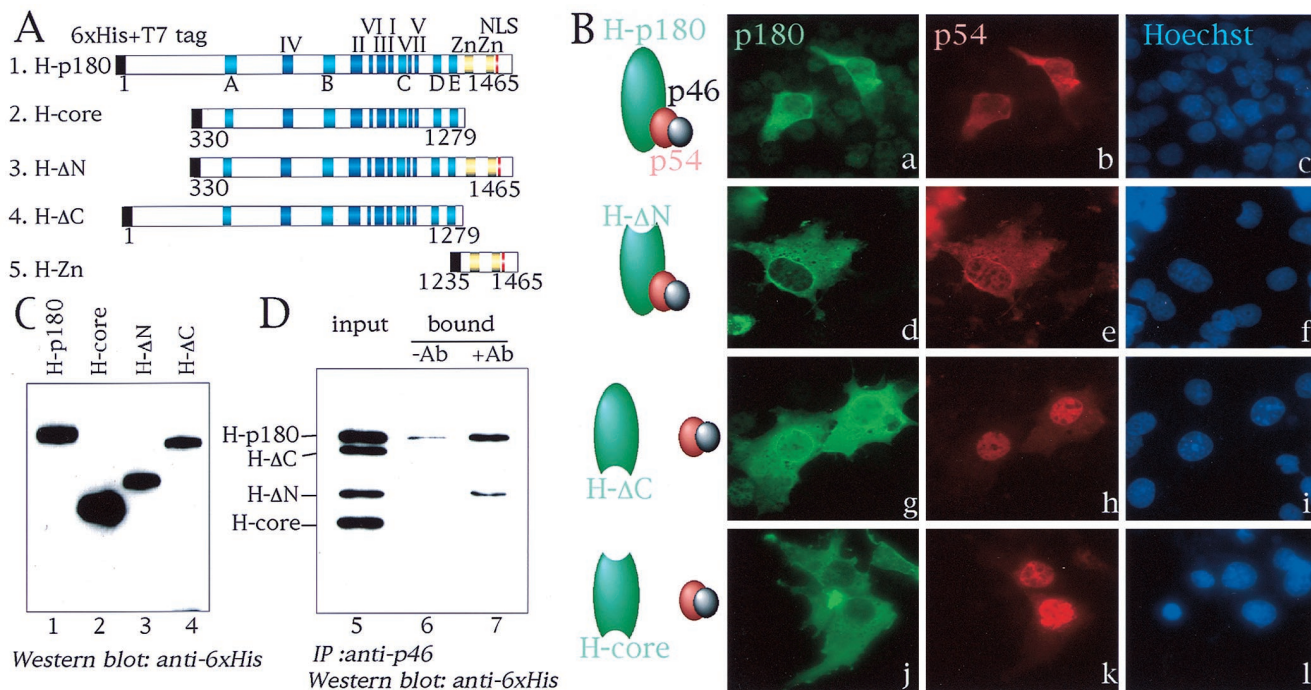 A
6xHis+T7 tag
VI I V NLS
IV II III VI VII Zn Zn
1. H-p180
1 A B C D E 1465
2. H-core
330 1279
3. H-ΔN
330 1465
4. H-ΔC
1 1279
5. H-Zn
1235 1465
B
H-p180
p46
p54
H-ΔN
H-ΔC
H-core
p180 p54 Hoechst
a b c
d e f
g h i
j k l
C
H-p180 H-core H-ΔN H-ΔC
1 2 3 4
Western blot: anti-6xHis
D
input bound
-Ab +Ab
H-p180
H-ΔC
H-ΔN
H-core
5 6 7
IP :anti-p46
Western blot: anti-6xHis